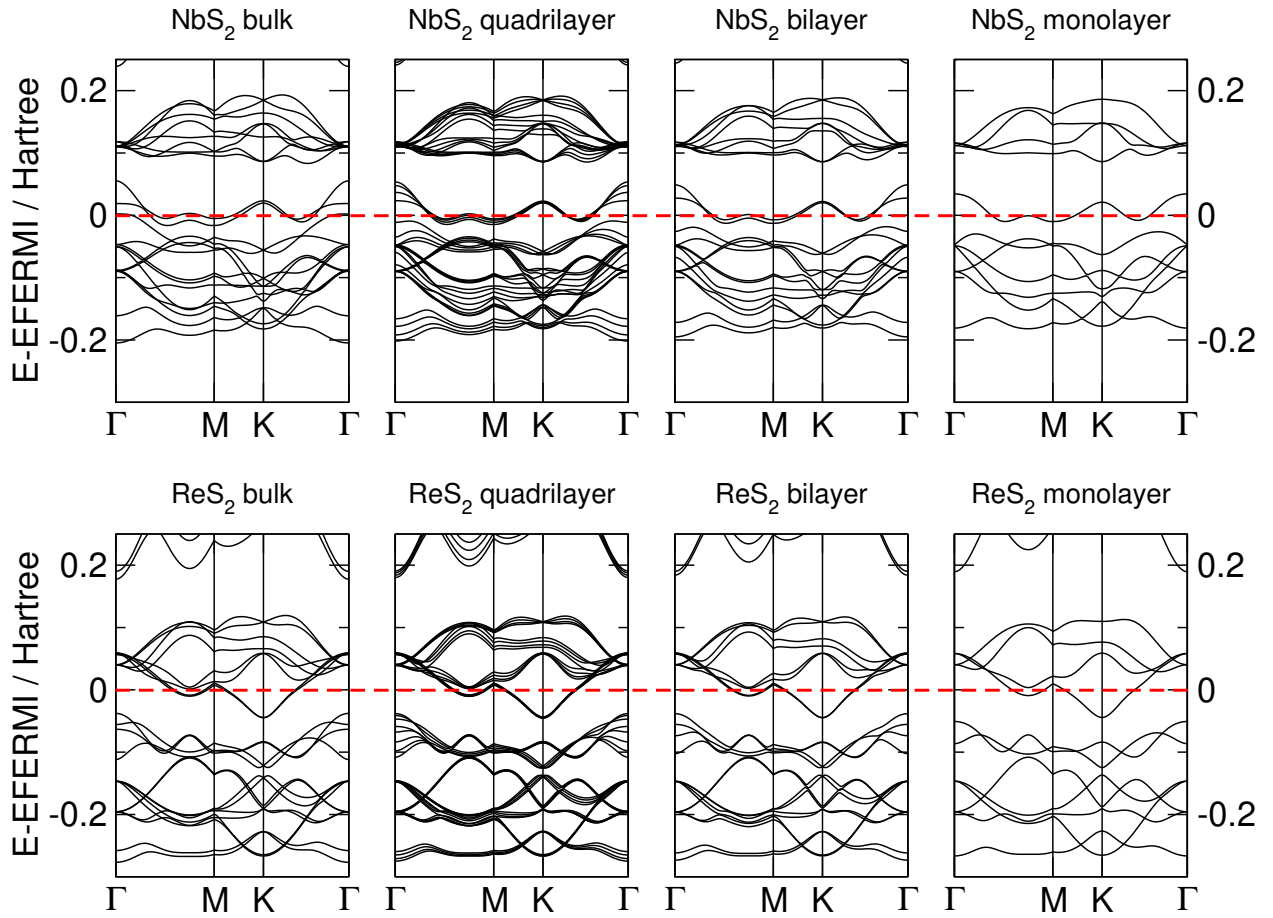 NbS₂ bulk NbS₂ quadrilayer NbS₂ bilayer NbS₂ monolayer
E-EFERMI / Hartree
0.2 0.2
0 0
-0.2 -0.2
Γ M K Γ Γ M K Γ Γ M K Γ Γ M K Γ
ReS₂ bulk ReS₂ quadrilayer ReS₂ bilayer ReS₂ monolayer
E-EFERMI / Hartree
0.2 0.2
0 0
-0.2 -0.2
Γ M K Γ Γ M K Γ Γ M K Γ Γ M K Γ